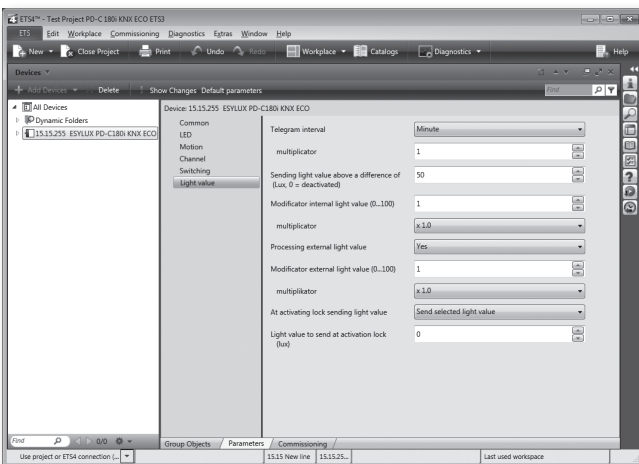 ETS4™ - Test Project PD-C 180i KNX ECO ETS3
ETS Edit Workplace Commissioning Diagnostics Extras Window Help
New Close Project Print Undo Redo Workplace Catalogs Diagnostics Help
Devices
Add Devices Delete Show Changes Default parameters Find
All Devices
Dynamic Folders
15.15.255 ESYLUX PD-C180i KNX ECO
Device: 15.15.255 ESYLUX PD-C180i KNX ECO
Common
LED
Motion
Channel
Switching
Light value
Telegram interval Minute
multiplicator 1
Sending light value above a difference of 50
(Lux, 0 = deactivated)
Modificator internal light value (0...100) 1
multiplicator x 1.0
Processing external light value Yes
Modificator external light value (0...100) 1
multiplikator x 1.0
At activating lock sending light value Send selected light value
Light value to send at activation lock 0
(lux)
Find 0/0
Group Objects Parameters Commissioning
Use project or ETS4 connection (... 15.15 New line 15.15.25... Last used workspace